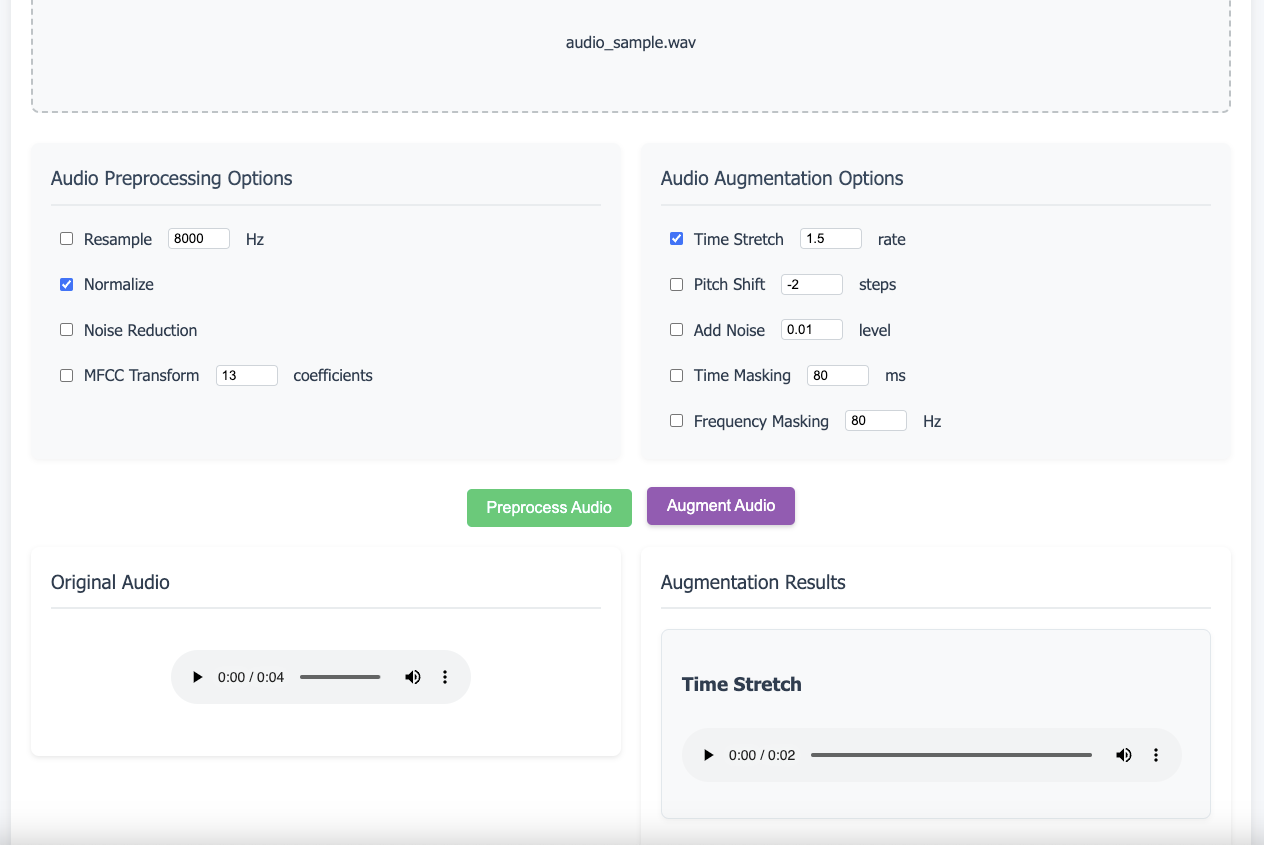 audio_sample.wav
Audio Preprocessing Options
Resample 8000 Hz
Normalize
Noise Reduction
MFCC Transform 13 coefficients
Audio Augmentation Options
Time Stretch 1.5 rate
Pitch Shift -2 steps
Add Noise 0.01 level
Time Masking 80 ms
Frequency Masking 80 Hz
Preprocess Audio Augment Audio
Original Audio
0:00 / 0:04
Augmentation Results
Time Stretch
0:00 / 0:02